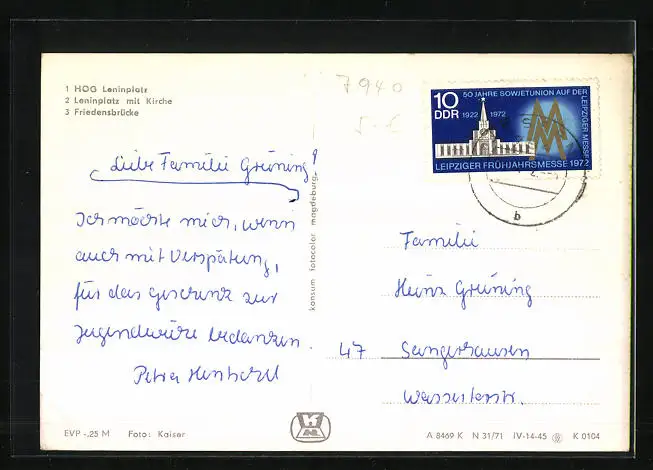 1 HOG Leninplatz
2 Leninplatz mit Kirche
3 Friedensbrücke
7940
5-€
50 JAHRE SOWJETUNION AUF DER LEIPZIGER MESSE
10
DDR
1922 1972
MM
LEIPZIGER FRÜHJAHRSMESSE 1972
b
Liebe Familie Grüning!
Ich möchte mich, wenn
auch mit Verspätung,
für das Geschenk zur
Jugendweihe bedanken.
Petra
konsum fotocolor magdeburg
Familie
Heinz Grüning
47 Sangerhausen
EVP -.25 M Foto: Kaiser
A 8469 K N 31/71 IV-14-45 K 0104